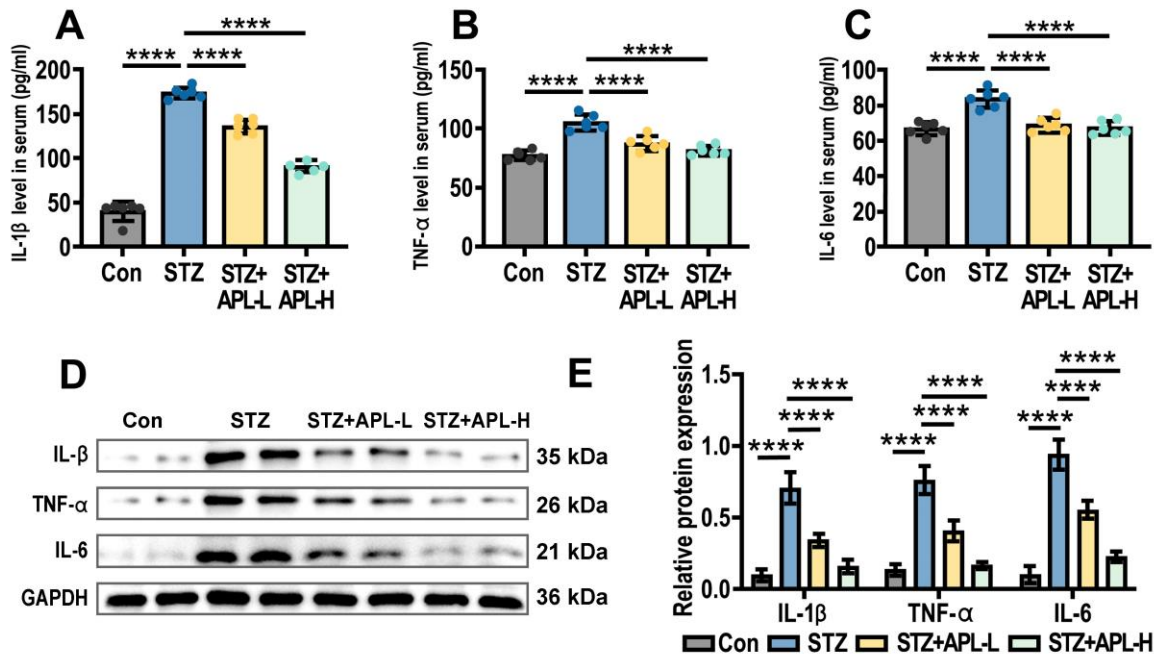 A
IL-1β level in serum (pg/ml)
200
150
100
50
0
****
**** ****
Con STZ STZ+ STZ+
APL-L APL-H
B
TNF-α level in serum (pg/ml)
150
100
50
0
****
**** ****
Con STZ STZ+ STZ+
APL-L APL-H
C
IL-6 level in serum (pg/ml)
100
80
60
40
20
0
****
**** ****
Con STZ STZ+ STZ+
APL-L APL-H
D
Con STZ STZ+APL-L STZ+APL-H
IL-β 35 kDa
TNF-α 26 kDa
IL-6 21 kDa
GAPDH 36 kDa
E
Relative protein expression
1.5
1.0
0.5
0.0
****
****
****
****
****
****
****
****
****
IL-1β TNF-α IL-6
Con STZ STZ+APL-L STZ+APL-H